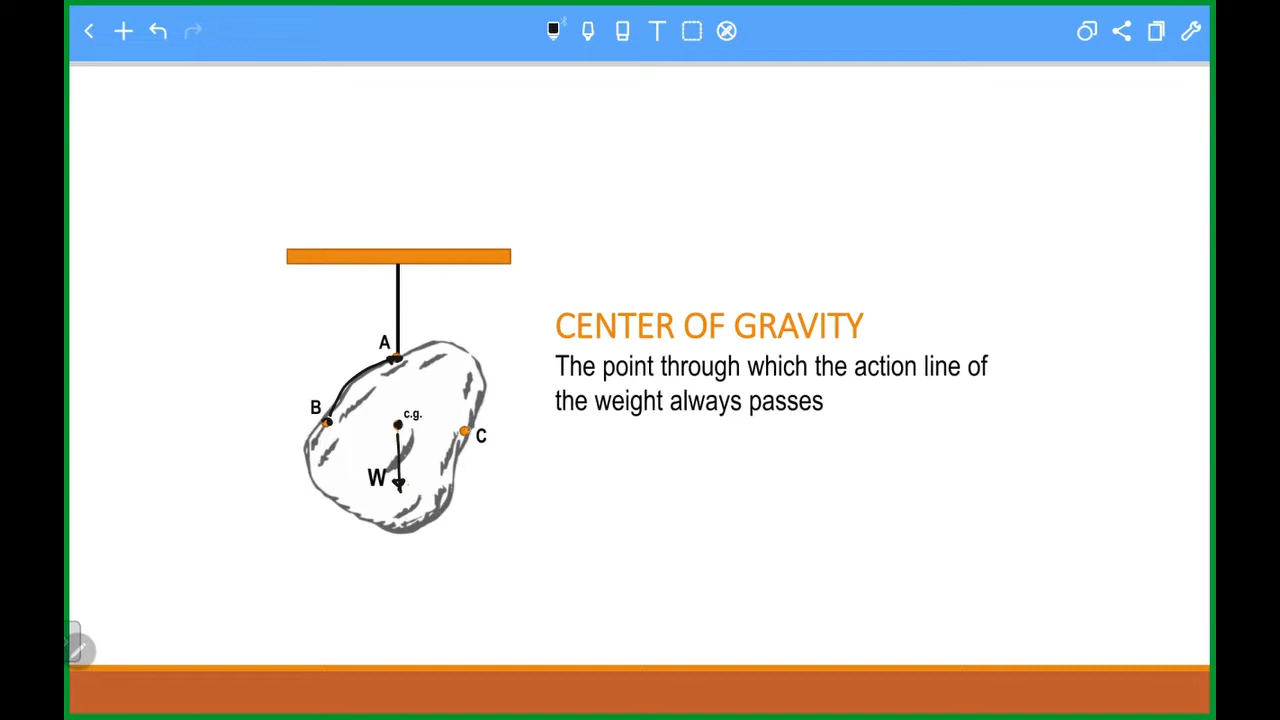 CENTER OF GRAVITY
The point through which the action line of
the weight always passes
A
B
c.g.
C
W